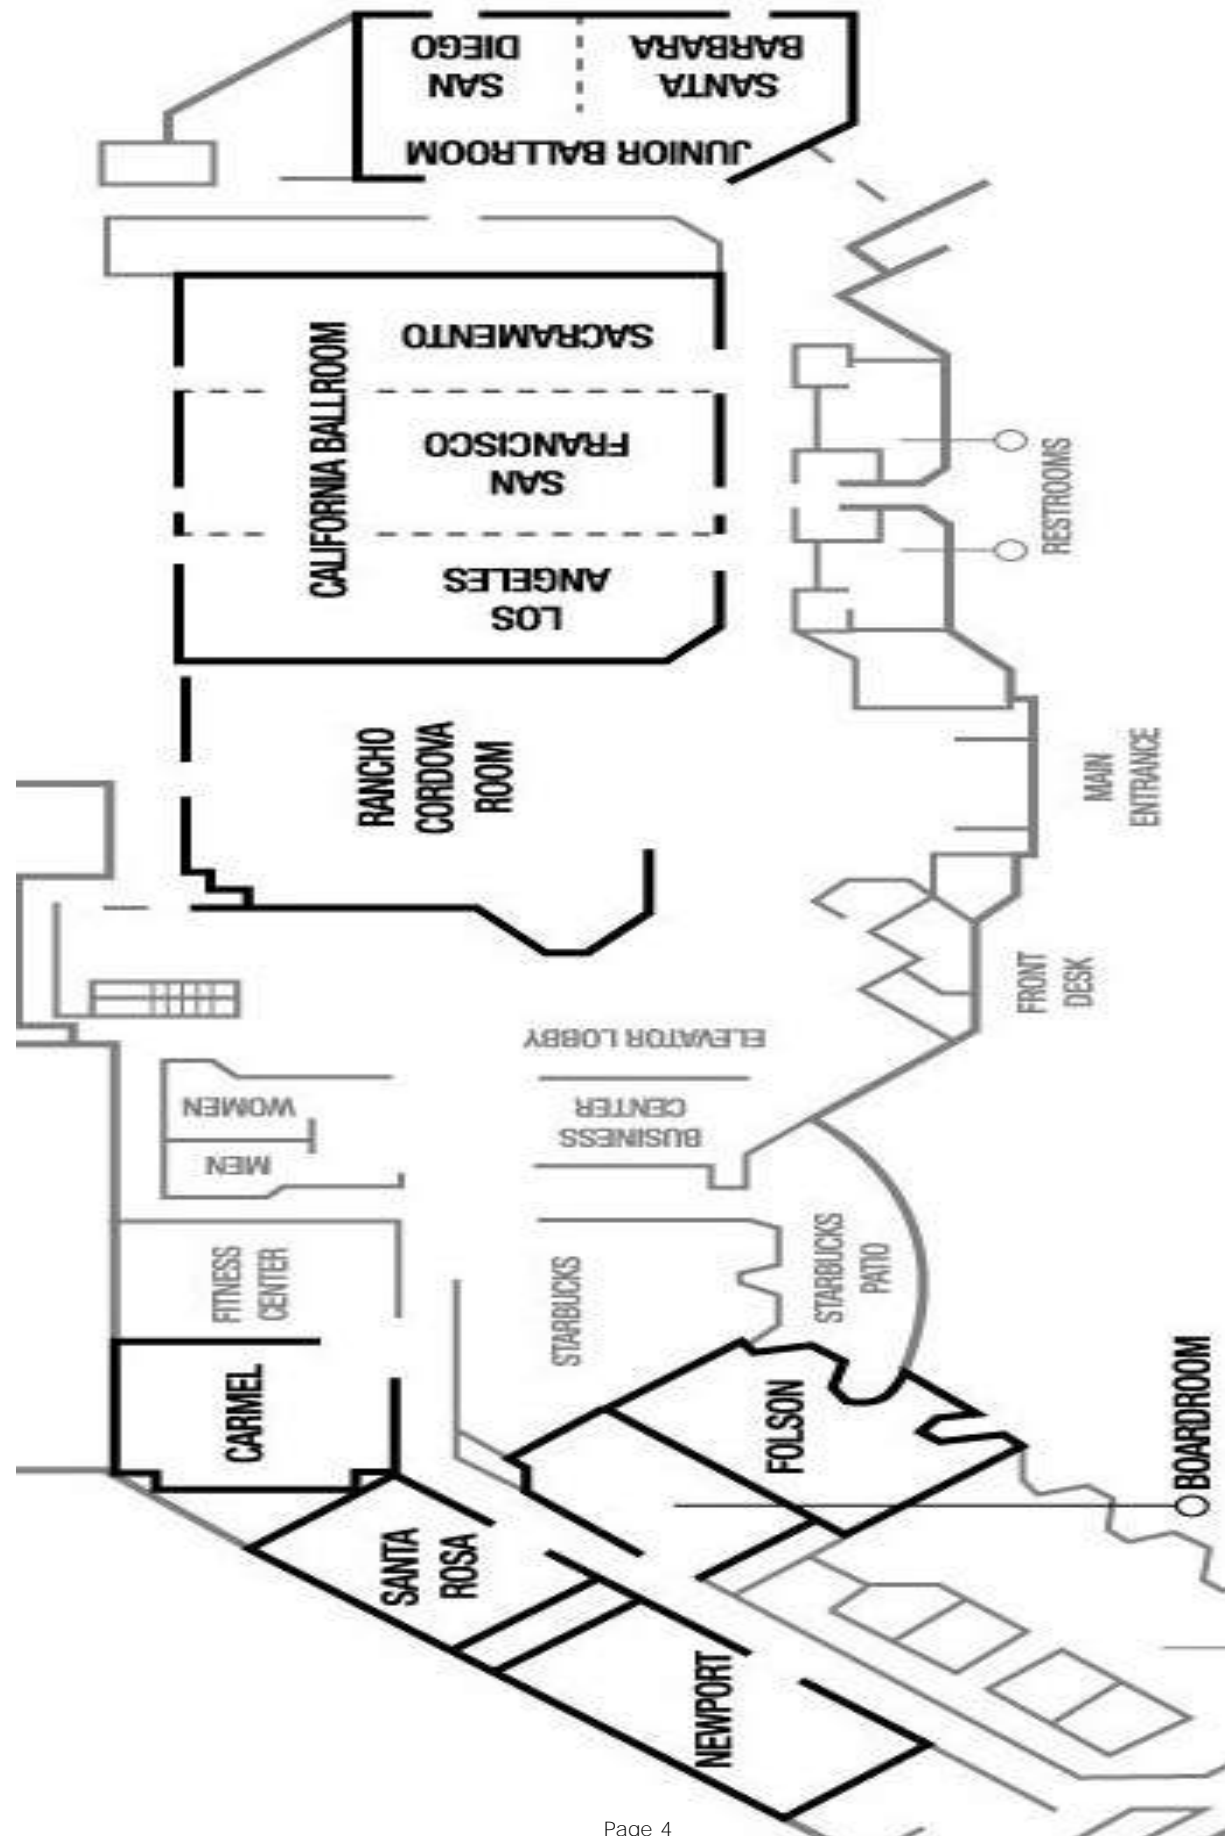 SAN
DIEGO
SANTA
BARBARA
JUNIOR BALLROOM
SACRAMENTO
CALIFORNIA BALLROOM
SAN
FRANCISCO
LOS
ANGELES
RESTROOMS
RANCHO
CORDOVA
ROOM
MAIN
ENTRANCE
FRONT
DESK
ELEVATOR LOBBY
WOMEN
MEN
BUSINESS
CENTER
FITNESS
CENTER
STARBUCKS
STARBUCKS
PATIO
CARMEL
FOLSON
BOARDROOM
SANTA
ROSA
NEWPORT
Page 4